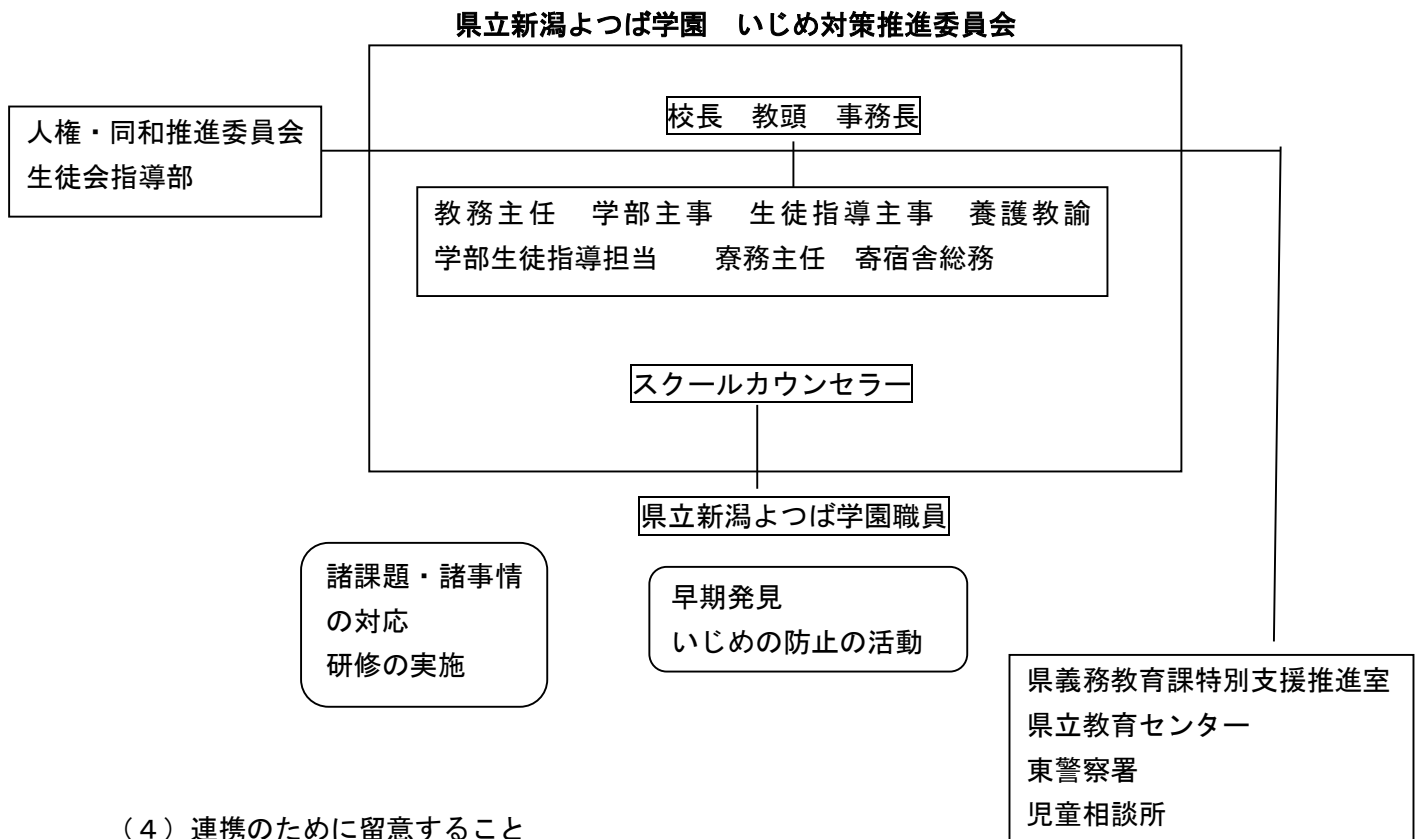 県立新潟よつば学園　いじめ対策推進委員会
校長　教頭　事務長
人権・同和推進委員会
生徒会指導部
教務主任　学部主事　生徒指導主事　養護教諭
学部生徒指導担当　　寮務主任　寄宿舎総務
スクールカウンセラー
県立新潟よつば学園職員
諸課題・諸事情
の対応
研修の実施
早期発見
いじめの防止の活動
県義務教育課特別支援推進室
県立教育センター
東警察署
児童相談所
（４）連携のために留意すること